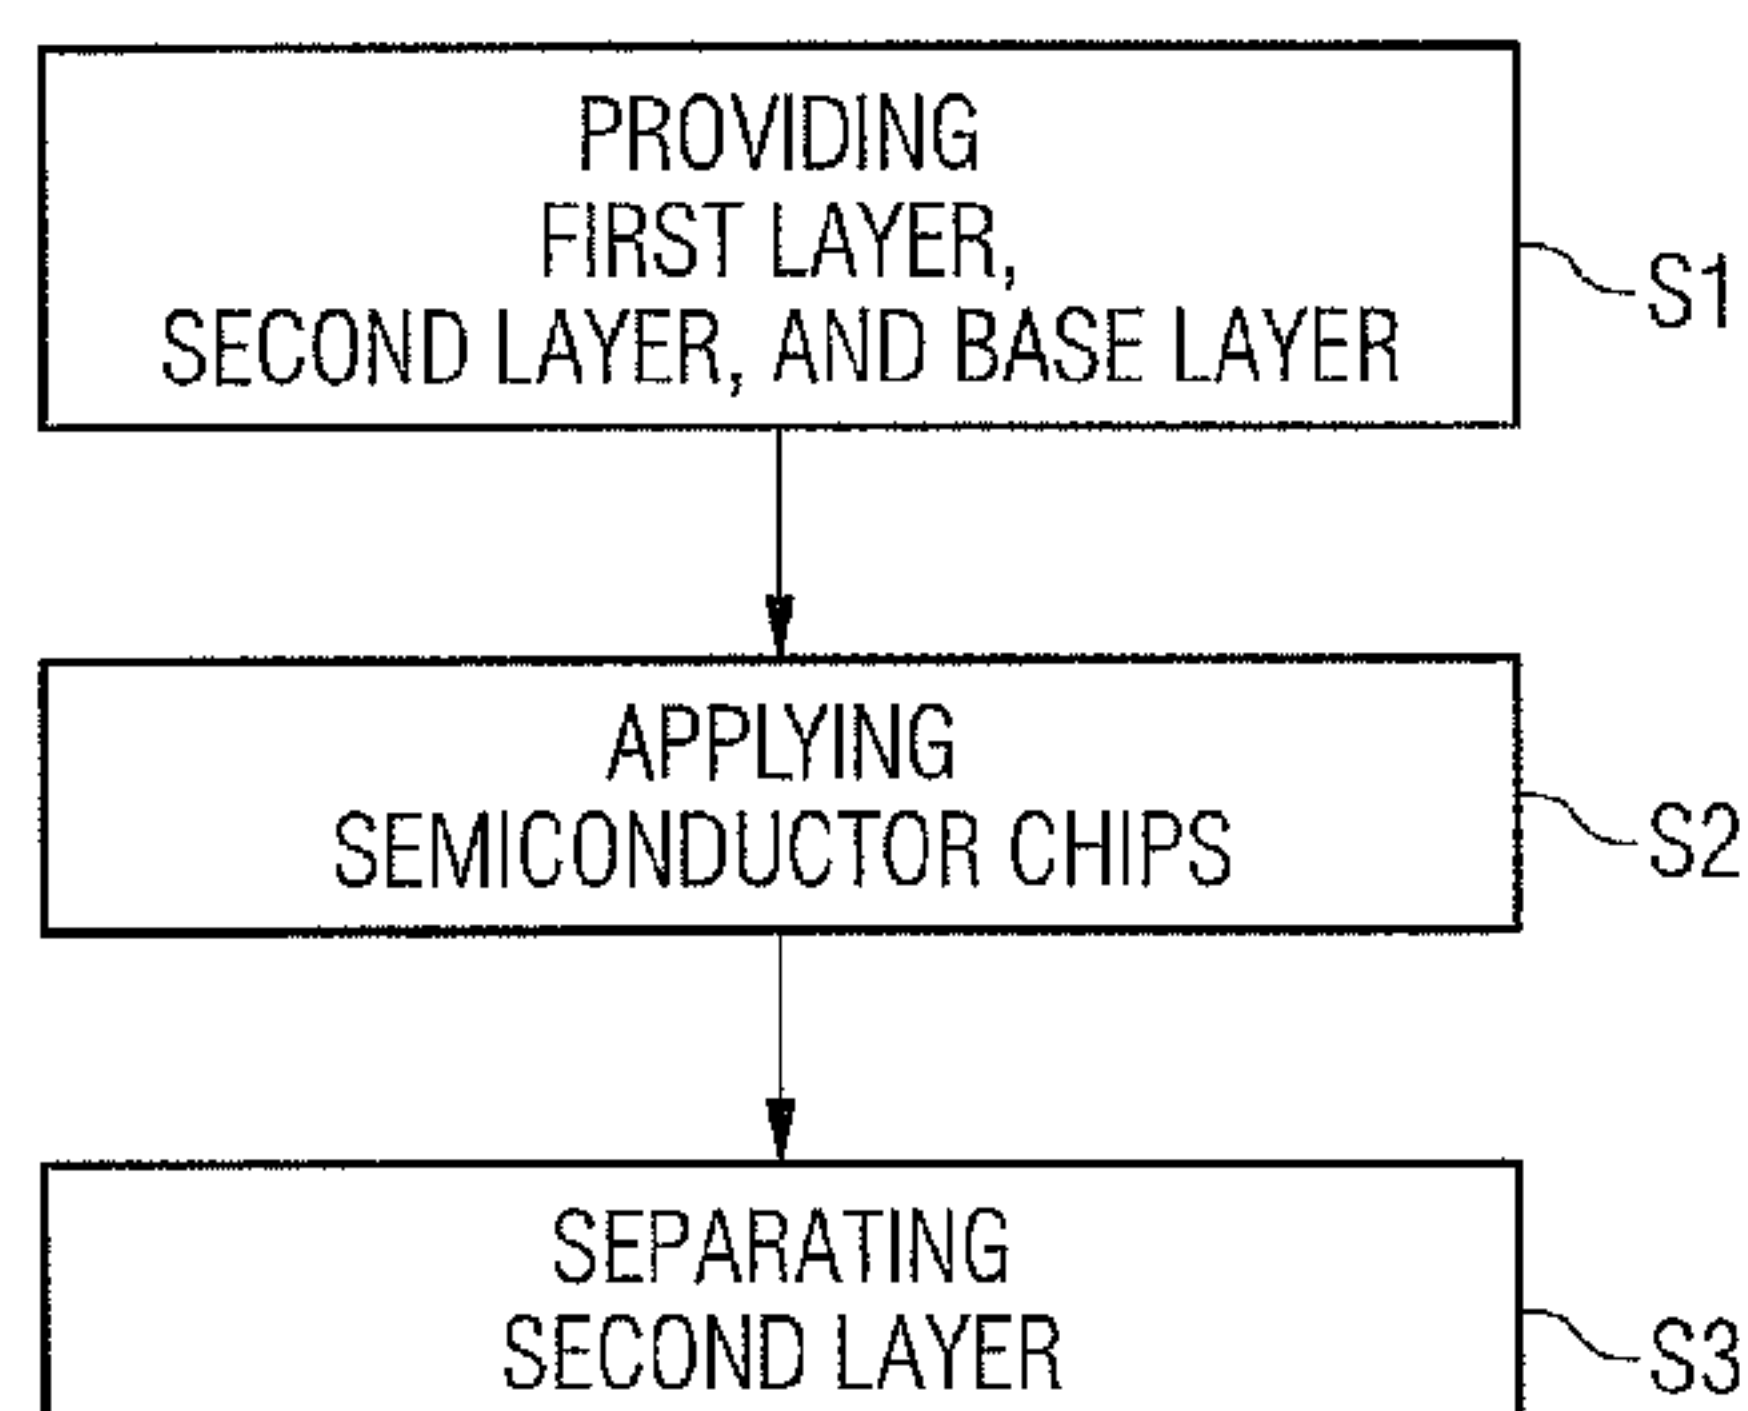 PROVIDING
FIRST LAYER,
SECOND LAYER, AND BASE LAYER
S1
APPLYING
SEMICONDUCTOR CHIPS
S2
SEPARATING
SECOND LAYER
S3